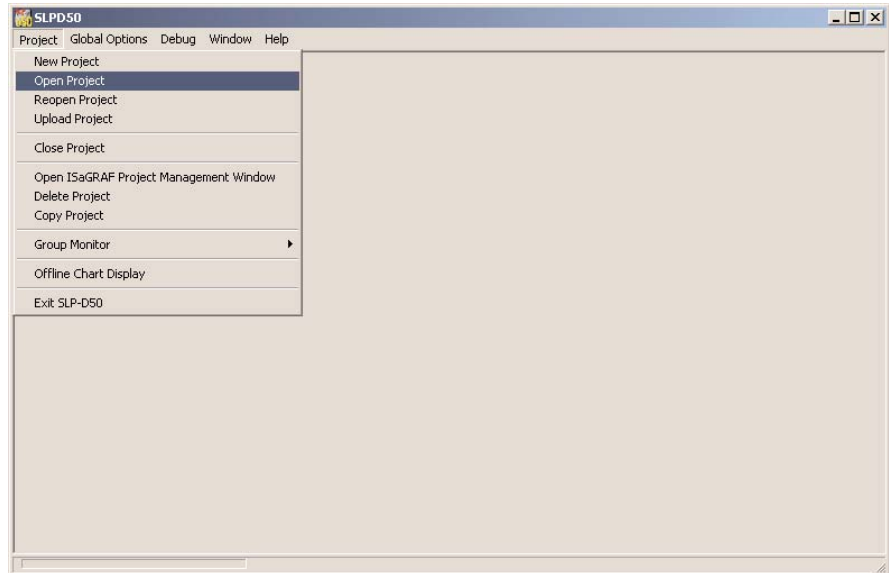 SLPD50
Project Global Options Debug Window Help
New Project
Open Project
Reopen Project
Upload Project
Close Project
Open ISaGRAF Project Management Window
Delete Project
Copy Project
Group Monitor
Offline Chart Display
Exit SLP-D50